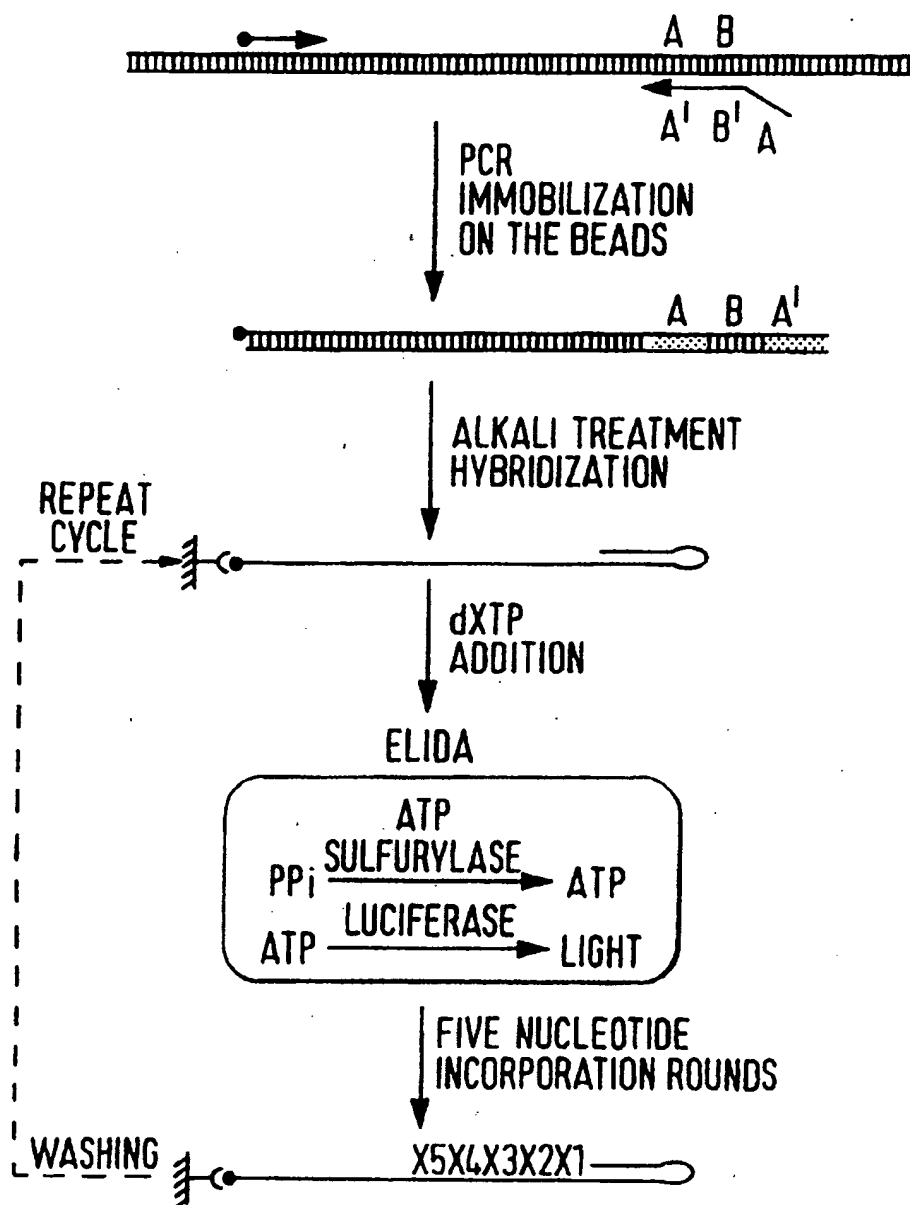 A B
A' B' A
PCR
IMMOBILIZATION
ON THE BEADS
A B A'
ALKALI TREATMENT
HYBRIDIZATION
REPEAT
CYCLE
dXTP
ADDITION
ELIDA
ATP
SULFURYLASE
PPi ATP
LUCIFERASE
ATP LIGHT
FIVE NUCLEOTIDE
INCORPORATION ROUNDS
WASHING
X5X4X3X2X1